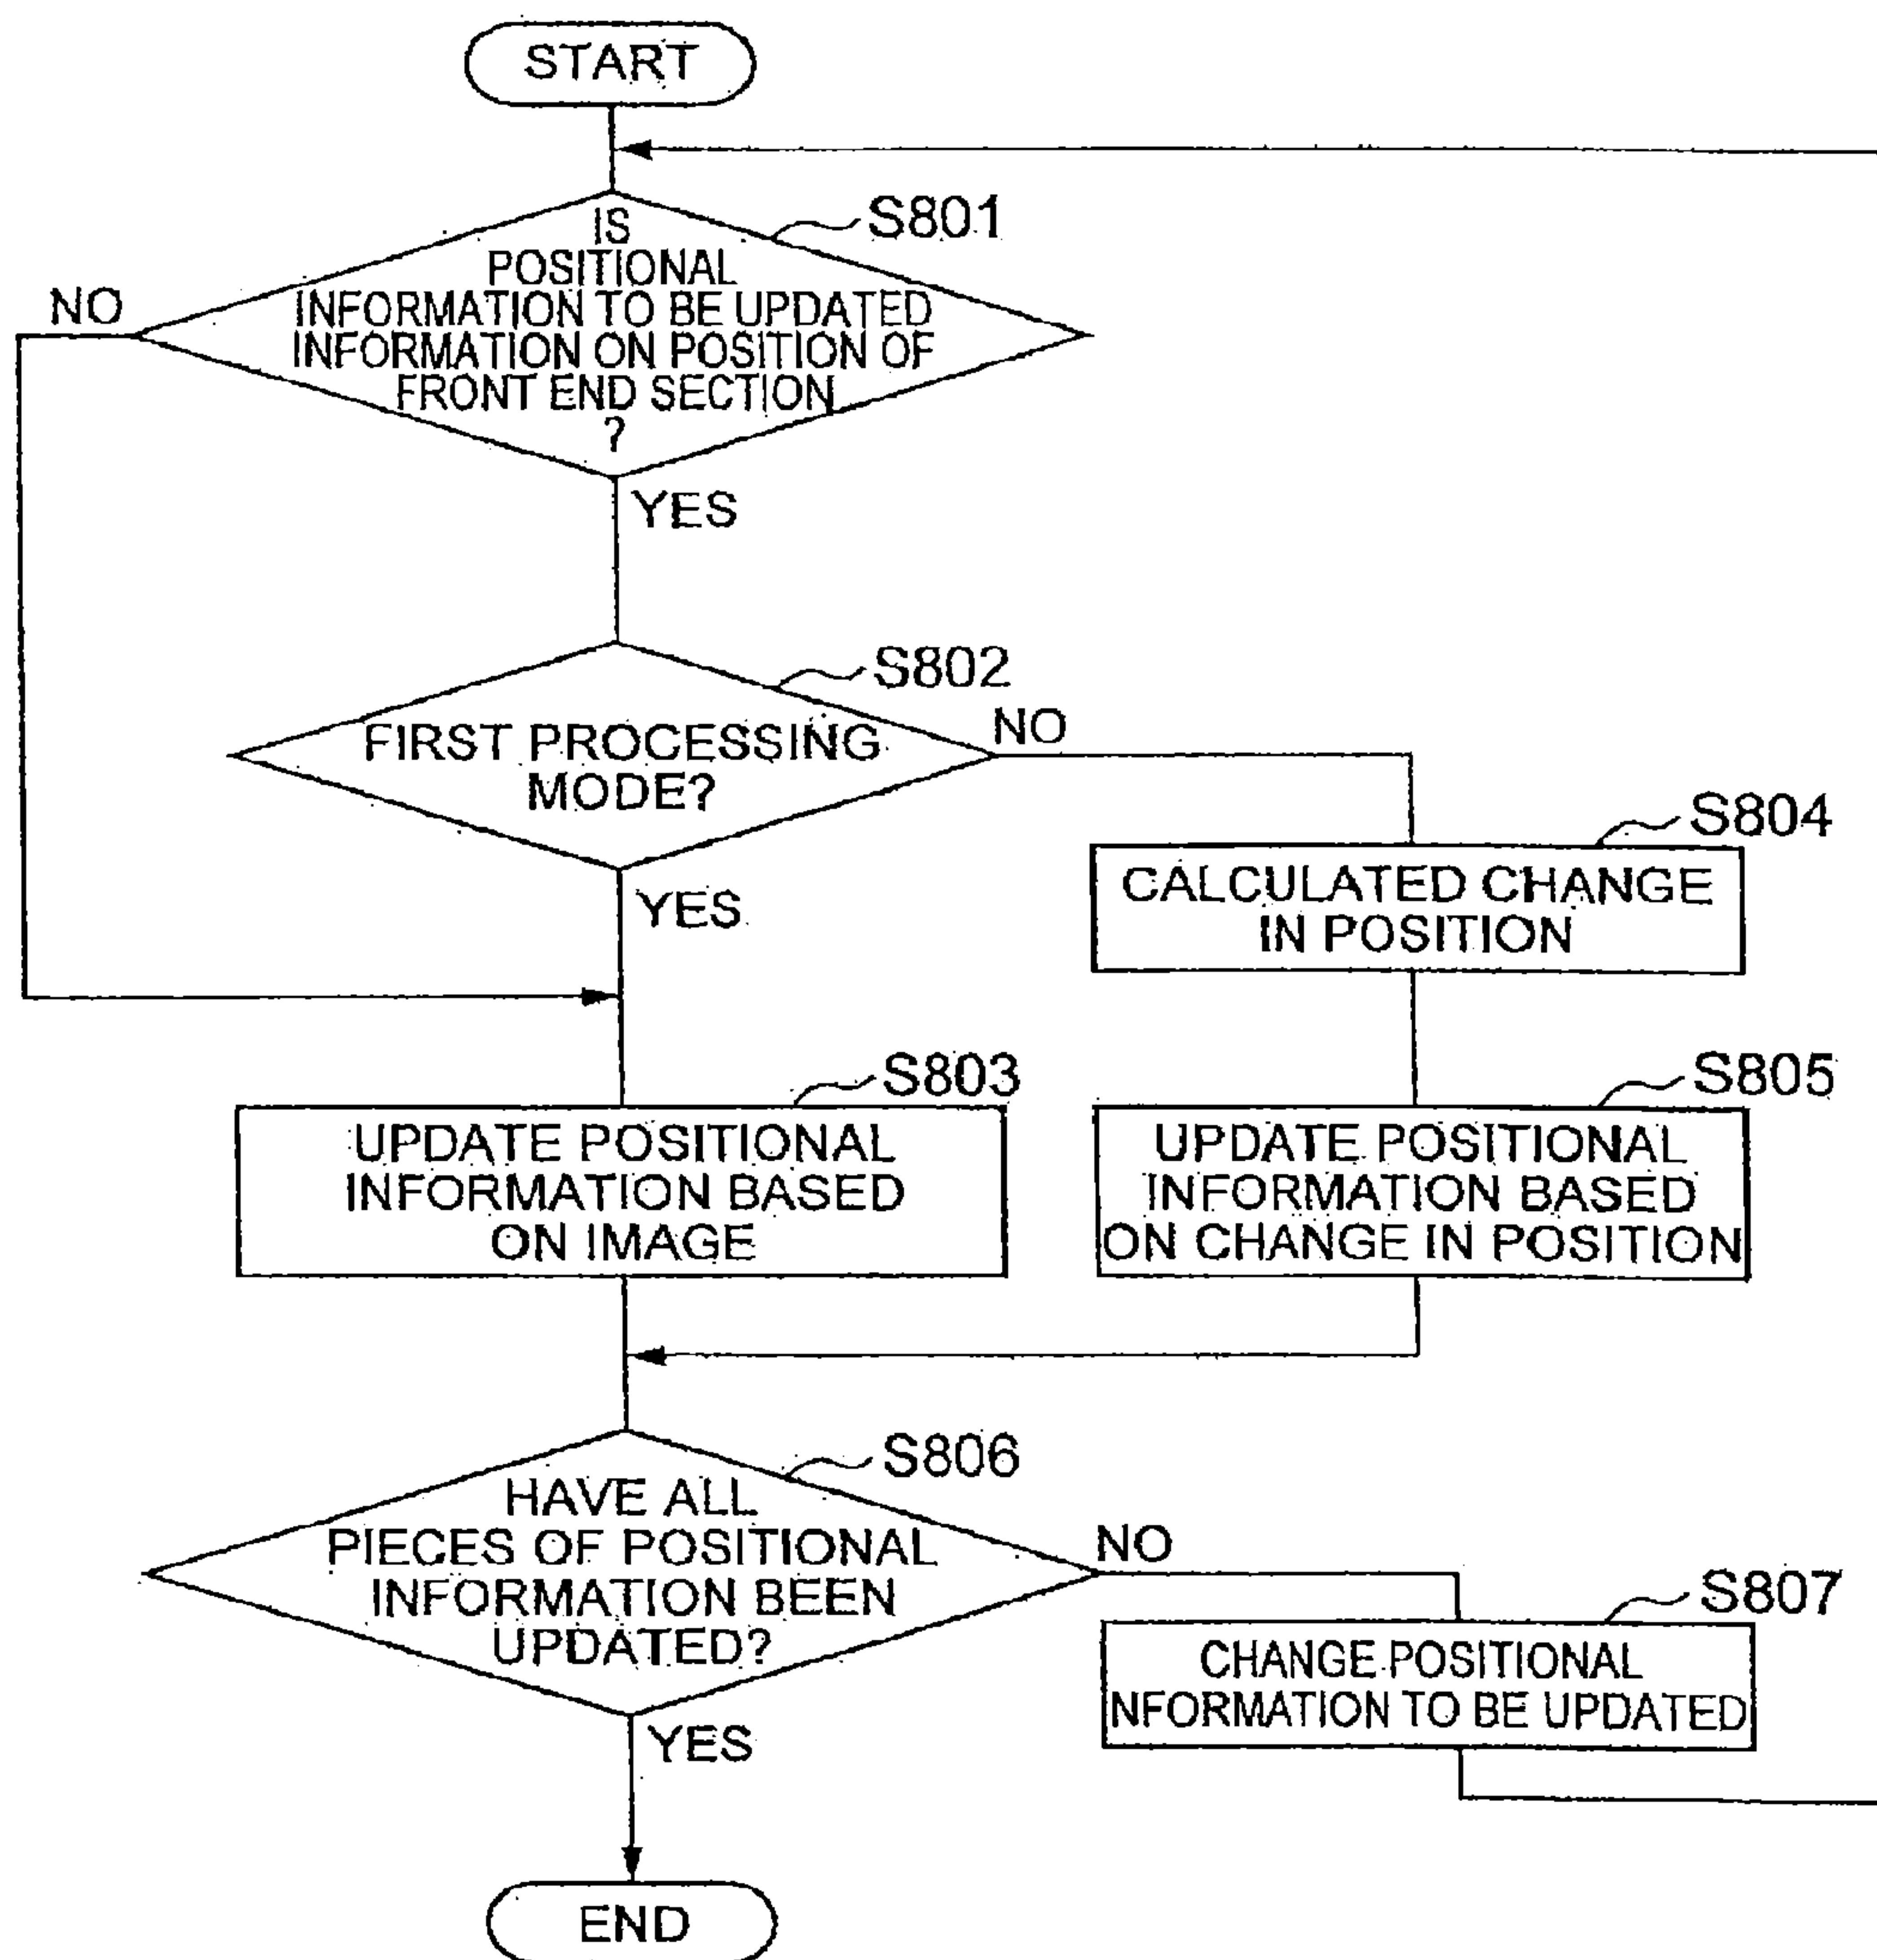 START
S801
IS
POSITIONAL
INFORMATION TO BE UPDATED
INFORMATION ON POSITION OF
FRONT END SECTION
?
NO
YES
S802
FIRST PROCESSING
MODE?
NO
YES
S804
CALCULATED CHANGE
IN POSITION
S803
UPDATE POSITIONAL
INFORMATION BASED
ON IMAGE
S805
UPDATE POSITIONAL
INFORMATION BASED
ON CHANGE IN POSITION
S806
HAVE ALL
PIECES OF POSITIONAL
INFORMATION BEEN
UPDATED?
NO
YES
S807
CHANGE POSITIONAL
NFORMATION TO BE UPDATED
END